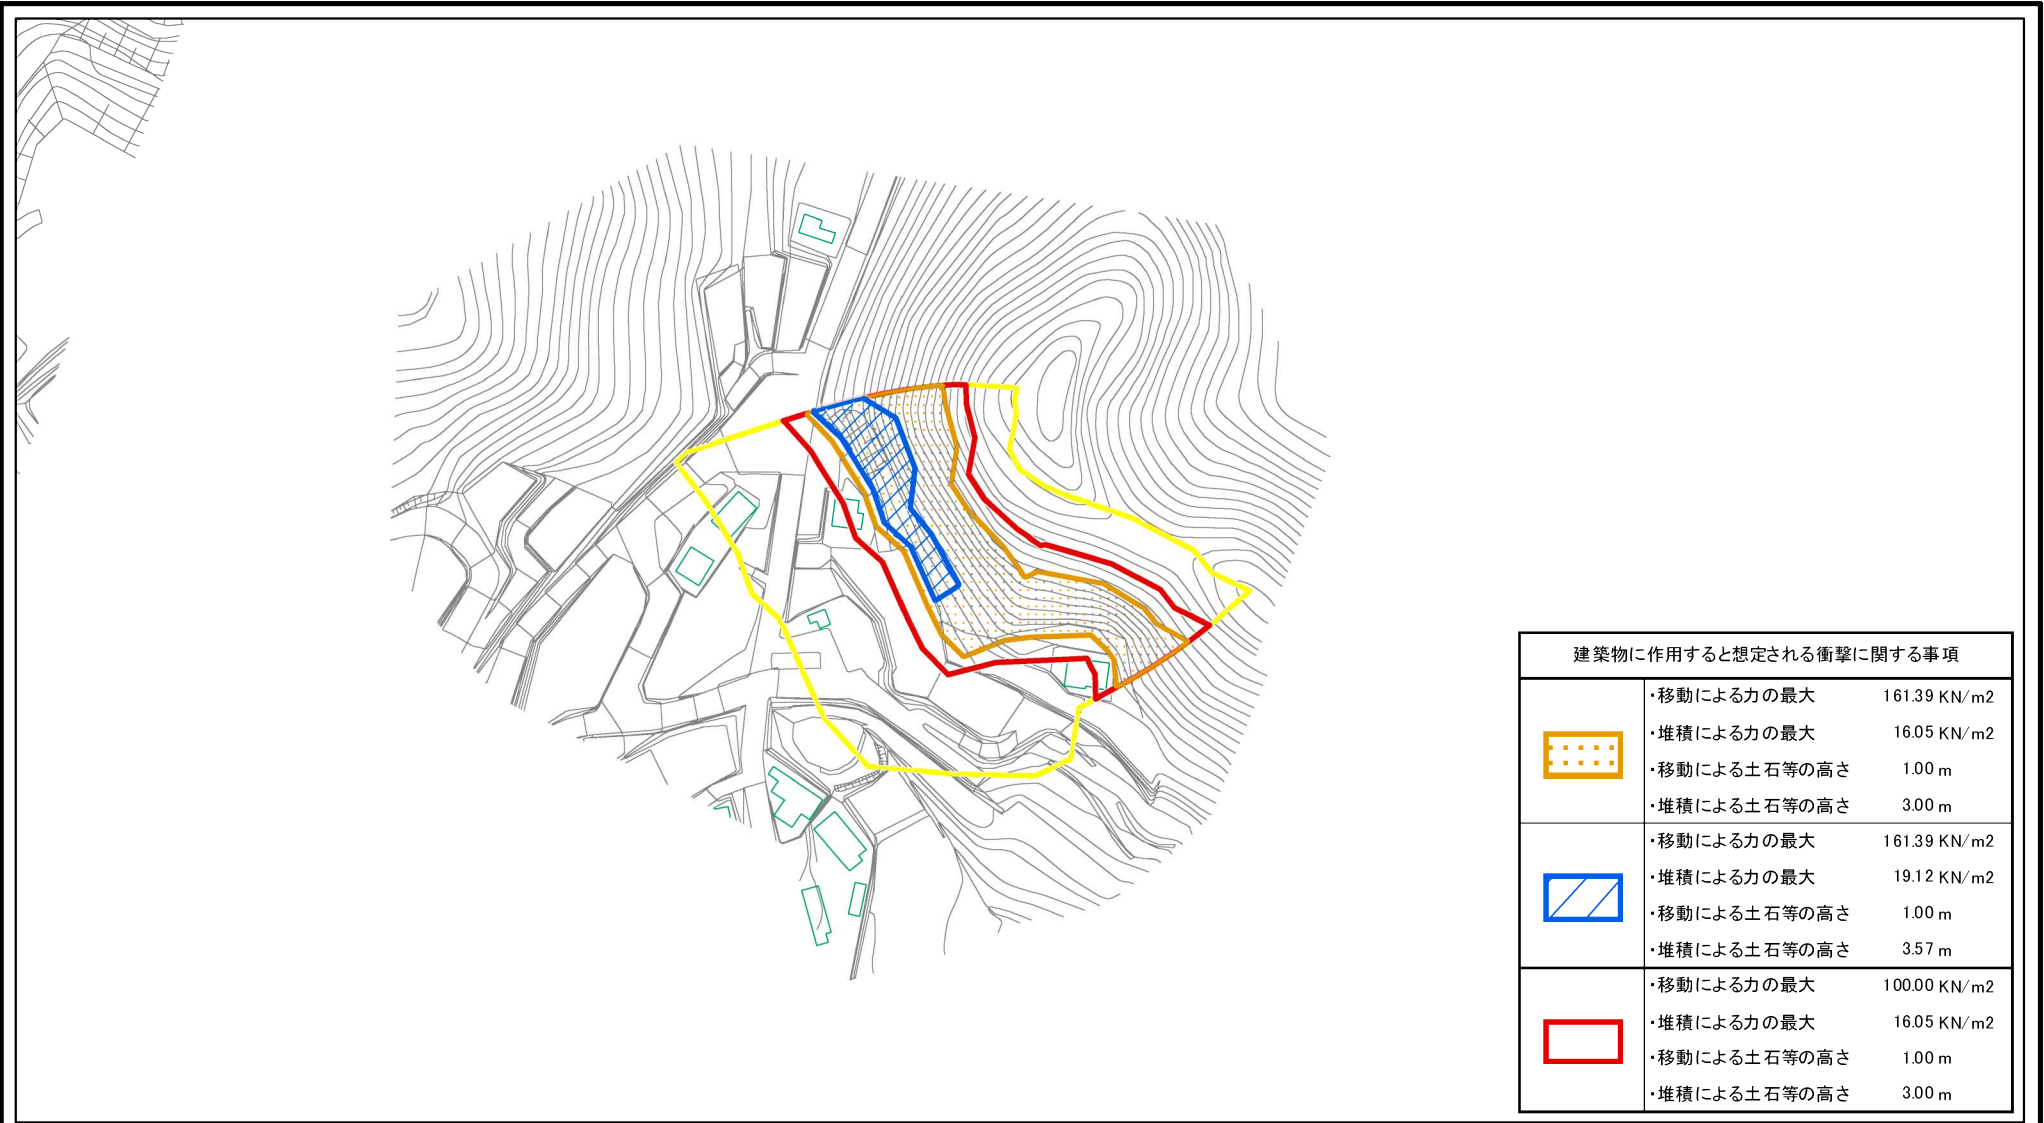 建築物に作用すると想定される衝撃に関する事項
・移動による力の最大 161.39 KN/m2
・堆積による力の最大 16.05 KN/m2
・移動による土石等の高さ 1.00 m
・堆積による土石等の高さ 3.00 m
・移動による力の最大 161.39 KN/m2
・堆積による力の最大 19.12 KN/m2
・移動による土石等の高さ 1.00 m
・堆積による土石等の高さ 3.57 m
・移動による力の最大 100.00 KN/m2
・堆積による力の最大 16.05 KN/m2
・移動による土石等の高さ 1.00 m
・堆積による土石等の高さ 3.00 m